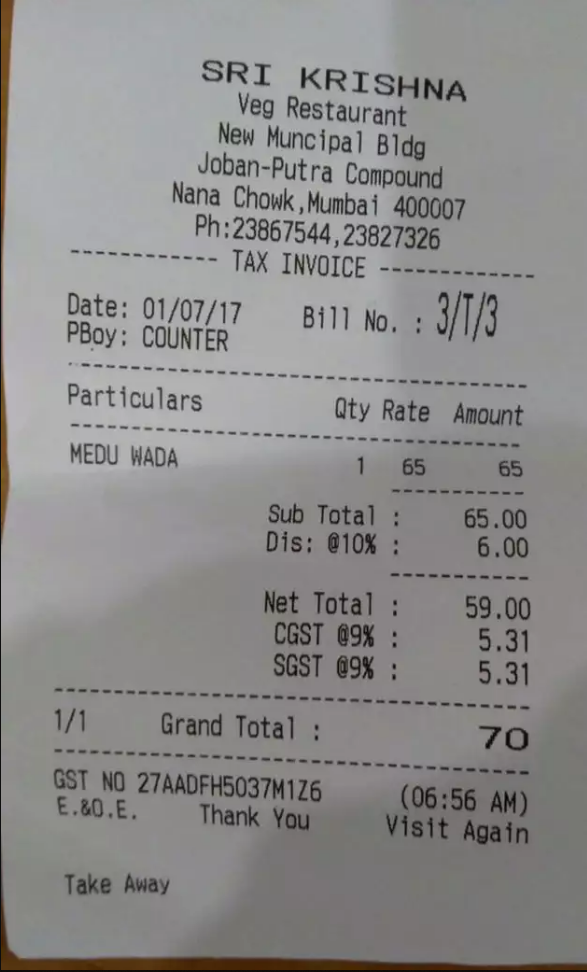 SRI KRISHNA
Veg Restaurant
New Muncipal Bldg
Joban-Putra Compound
Nana Chowk,Mumbai 400007
Ph:23867544,23827326
------------ TAX INVOICE -------------
Date: 01/07/17 Bill No. : 3/T/3
PBoy: COUNTER
Particulars Qty Rate Amount
MEDU WADA 1 65 65
Sub Total : 65.00
Dis: @10% : 6.00
Net Total : 59.00
CGST @9% : 5.31
SGST @9% : 5.31
1/1 Grand Total : 70
GST NO 27AADFH5037M1Z6 (06:56 AM)
E.&O.E. Thank You Visit Again
Take Away